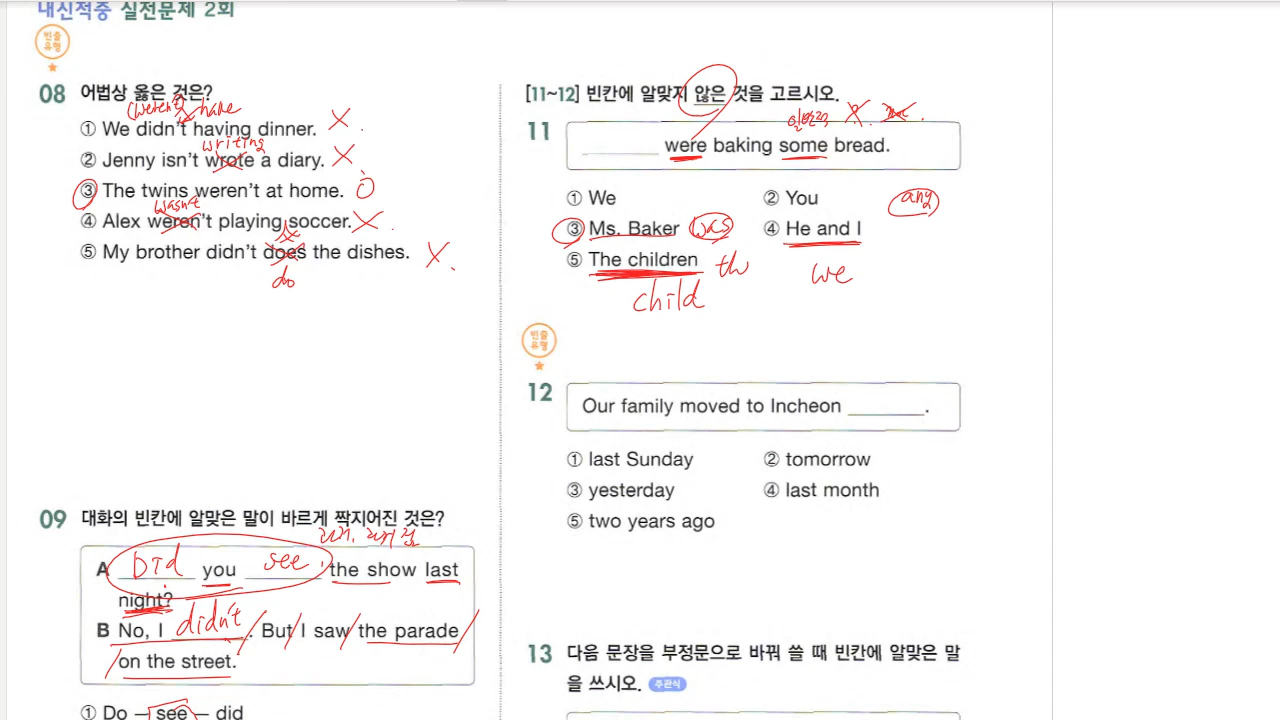 내신적중 실전문제 2회
빈출
유형
08 어법상 옳은 것은?
(weren't) have
① We didn't having dinner. X
writing
② Jenny isn't wrote a diary. X
③ The twins weren't at home. O
wasn't
④ Alex weren't playing soccer. X
⑤ My brother didn't does the dishes. X
do
09 대화의 빈칸에 알맞은 말이 바르게 짝지어진 것은?
A Did you see the show last
night?
B No, I didn't. But I saw the parade
on the street.
① Do – see – did
[11~12] 빈칸에 알맞지 않은 것을 고르시오.
11
were baking some bread.
① We ② You any
③ Ms. Baker was ④ He and I
⑤ The children th we
child
빈출
유형
12 Our family moved to Incheon ________.
① last Sunday ② tomorrow
③ yesterday ④ last month
⑤ two years ago
13 다음 문장을 부정문으로 바꿔 쓸 때 빈칸에 알맞은 말
을 쓰시오. 주관식